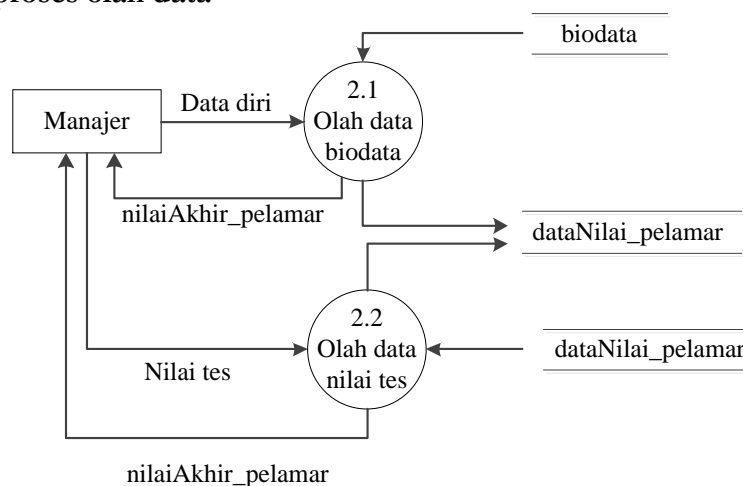 proses olah data
biodata
2.1
Olah data
biodata
Data diri
Manajer
nilaiAkhir_pelamar
dataNilai_pelamar
2.2
Olah data
nilai tes
dataNilai_pelamar
Nilai tes
nilaiAkhir_pelamar